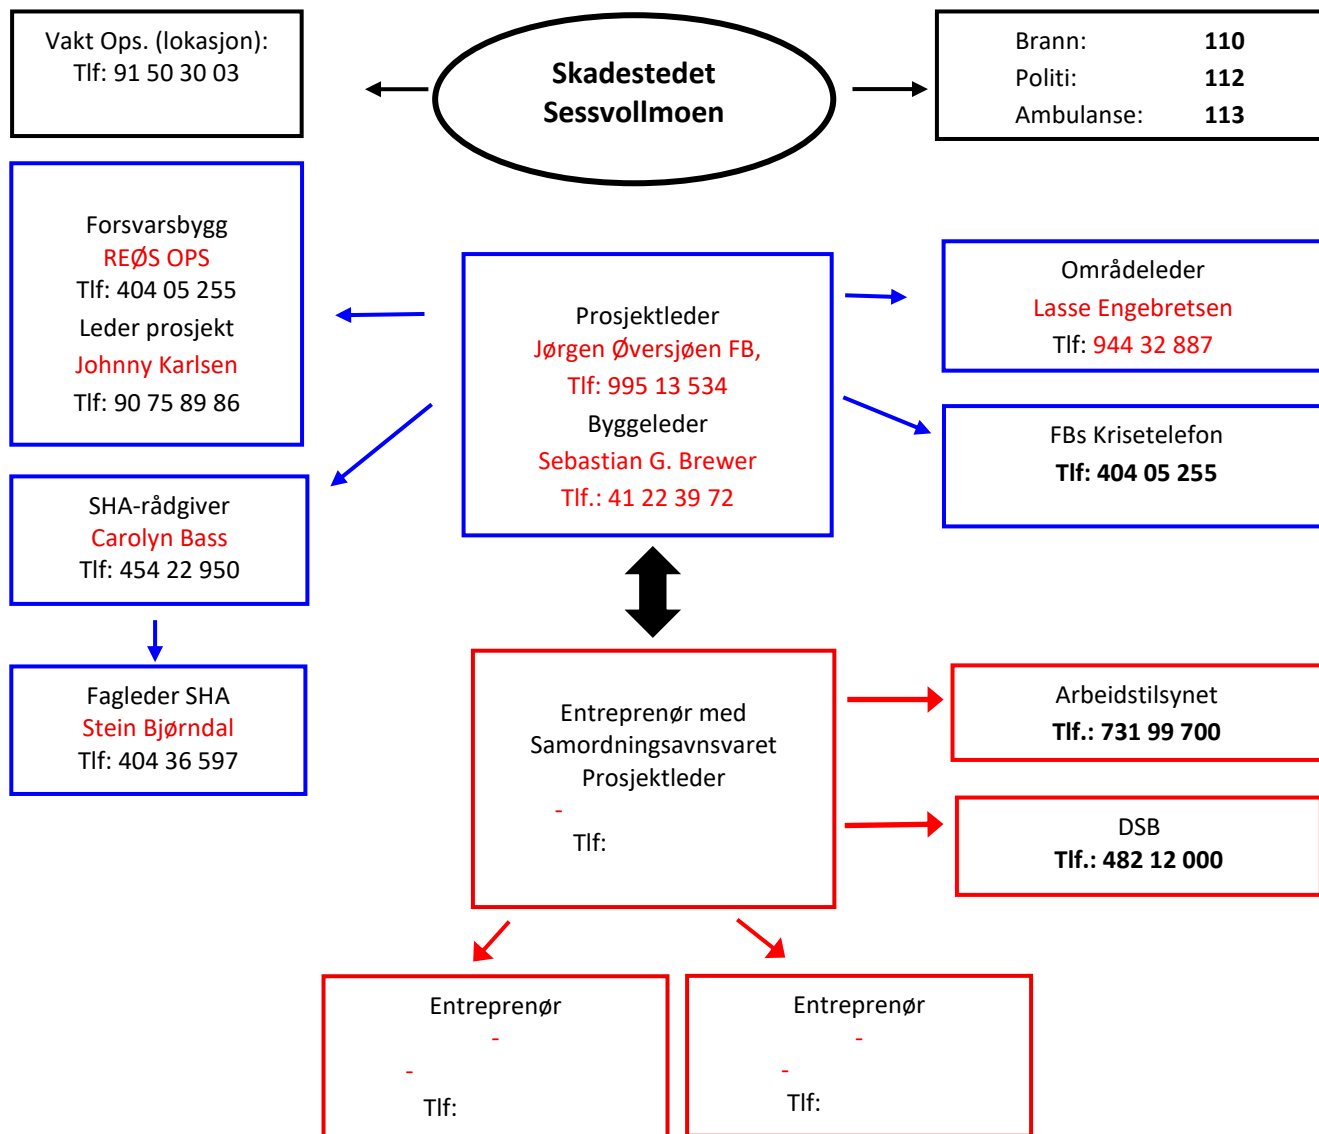 Vakt Ops. (lokasjon):
Tlf: 91 50 30 03
Skadestedet
Sessvollmoen
Brann: 110
Politi: 112
Ambulanse: 113
Forsvarsbygg
REØS OPS
Tlf: 404 05 255
Leder prosjekt
Johnny Karlsen
Tlf: 90 75 89 86
Prosjektleder
Jørgen Øversjøen FB,
Tlf: 995 13 534
Byggeleder
Sebastian G. Brewer
Tlf.: 41 22 39 72
Områdeleder
Lasse Engebretsen
Tlf: 944 32 887
FBs Krisetelefon
Tlf: 404 05 255
SHA-rådgiver
Carolyn Bass
Tlf: 454 22 950
Fagleder SHA
Stein Bjørndal
Tlf: 404 36 597
Entreprenør med
Samordningsavnsvaret
Prosjektleder
-
Tlf:
Arbeidstilsynet
Tlf.: 731 99 700
DSB
Tlf.: 482 12 000
Entreprenør
-
-
Tlf:
Entreprenør
-
-
Tlf: